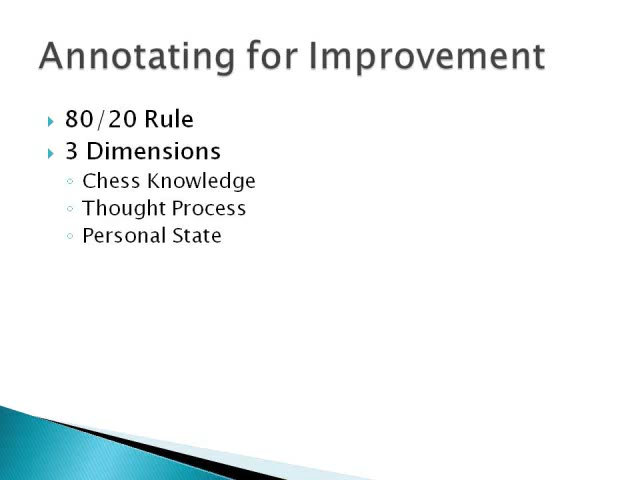 Annotating for Improvement
80/20 Rule
3 Dimensions
Chess Knowledge
Thought Process
Personal State